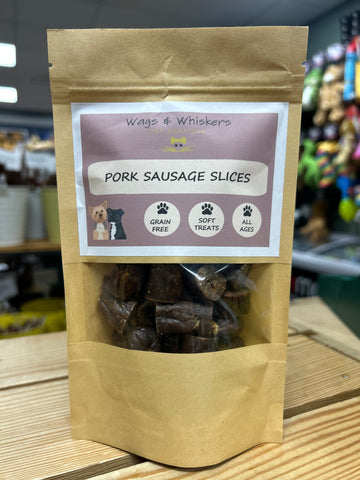 Wags & Whiskers
PORK SAUSAGE SLICES
GRAIN
FREE
SOFT
TREATS
ALL
AGES